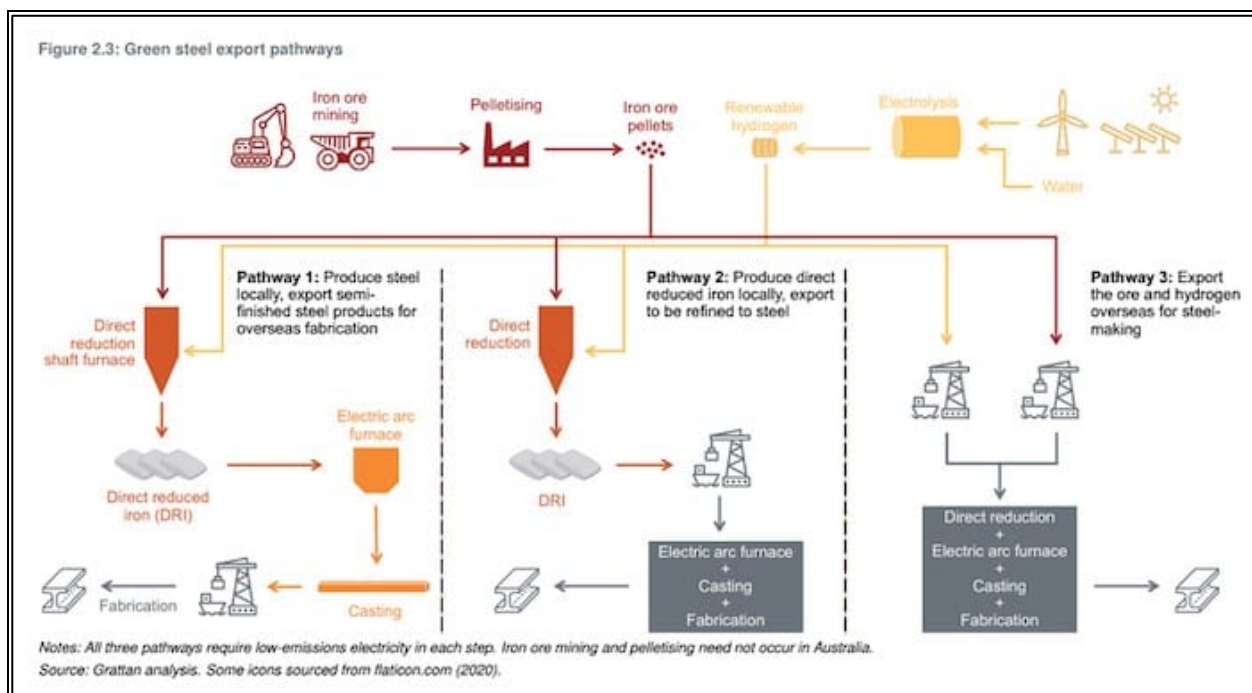 Figure 2.3: Green steel export pathways
Iron ore
mining
Pelletising
Iron ore
pellets
Renewable
hydrogen
Electrolysis
Water
Pathway 1: Produce steel
locally, export semi-
finished steel products for
overseas fabrication
Direct
reduction
shaft furnace
Electric arc
furnace
Direct reduced
iron (DRI)
Casting
Fabrication
Pathway 2: Produce direct
reduced iron locally, export
to be refined to steel
Direct
reduction
DRI
Electric arc furnace
+
Casting
+
Fabrication
Pathway 3: Export
the ore and hydrogen
overseas for steel-
making
Direct reduction
+
Electric arc furnace
+
Casting
+
Fabrication
Notes: All three pathways require low-emissions electricity in each step. Iron ore mining and pelletising need not occur in Australia.
Source: Grattan analysis. Some icons sourced from flaticon.com (2020).